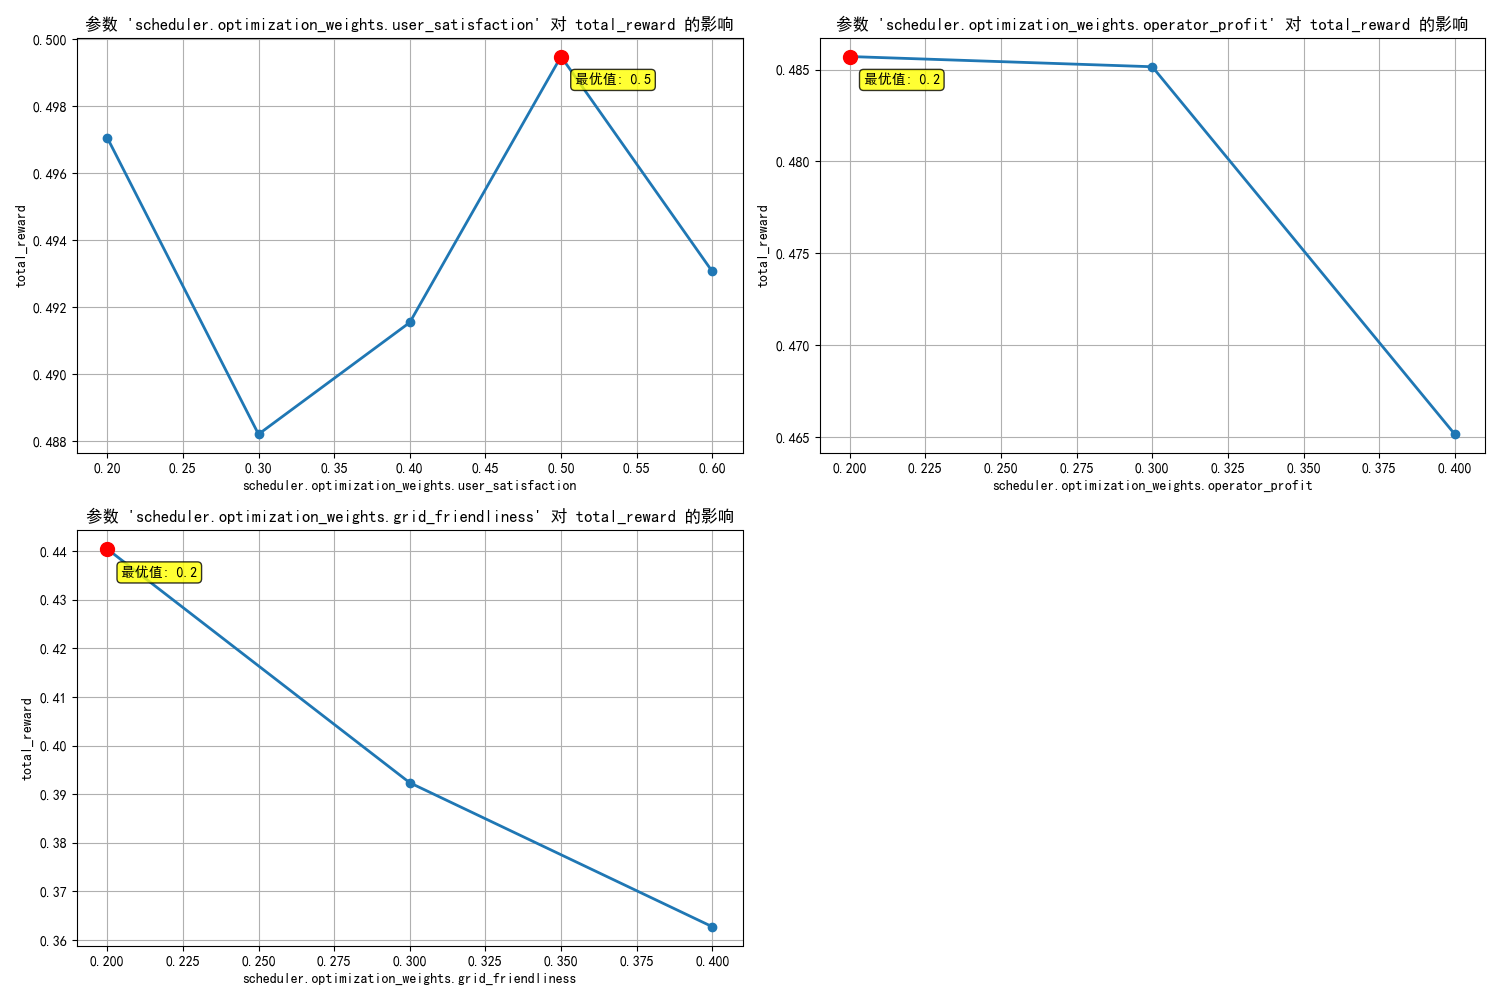 参数 'scheduler.optimization_weights.user_satisfaction' 对 total_reward 的影响
0.500
0.498
0.496
0.494
0.492
0.490
0.488
total_reward
最优值: 0.5
0.20 0.25 0.30 0.35 0.40 0.45 0.50 0.55 0.60
scheduler.optimization_weights.user_satisfaction
参数 'scheduler.optimization_weights.operator_profit' 对 total_reward 的影响
0.485
0.480
0.475
0.470
0.465
total_reward
最优值: 0.2
0.200 0.225 0.250 0.275 0.300 0.325 0.350 0.375 0.400
scheduler.optimization_weights.operator_profit
参数 'scheduler.optimization_weights.grid_friendliness' 对 total_reward 的影响
0.44
0.43
0.42
0.41
0.40
0.39
0.38
0.37
0.36
total_reward
最优值: 0.2
0.200 0.225 0.250 0.275 0.300 0.325 0.350 0.375 0.400
scheduler.optimization_weights.grid_friendliness